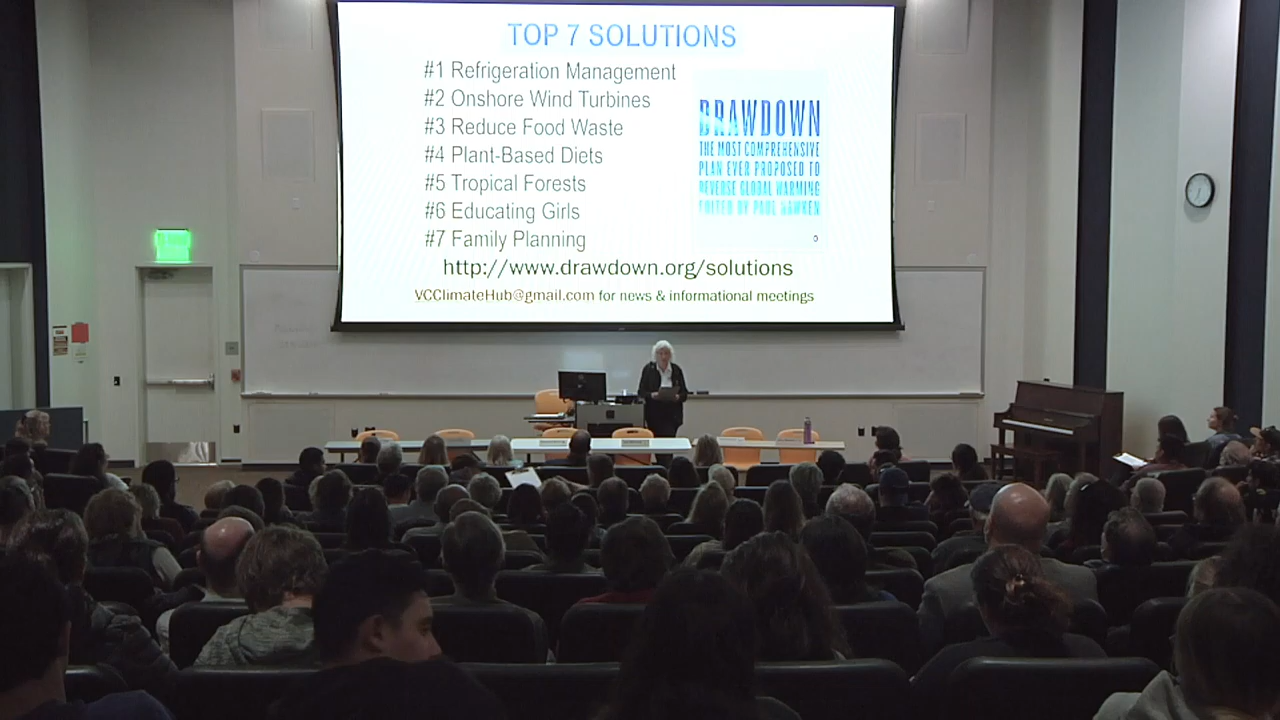 TOP 7 SOLUTIONS
#1 Refrigeration Management
#2 Onshore Wind Turbines
#3 Reduce Food Waste
#4 Plant-Based Diets
#5 Tropical Forests
#6 Educating Girls
#7 Family Planning
DRAWDOWN
THE MOST COMPREHENSIVE
PLAN EVER PROPOSED TO
REVERSE GLOBAL WARMING
EDITED BY PAUL HAWKEN
http://www.drawdown.org/solutions
VCClimateHub@gmail.com for news & informational meetings